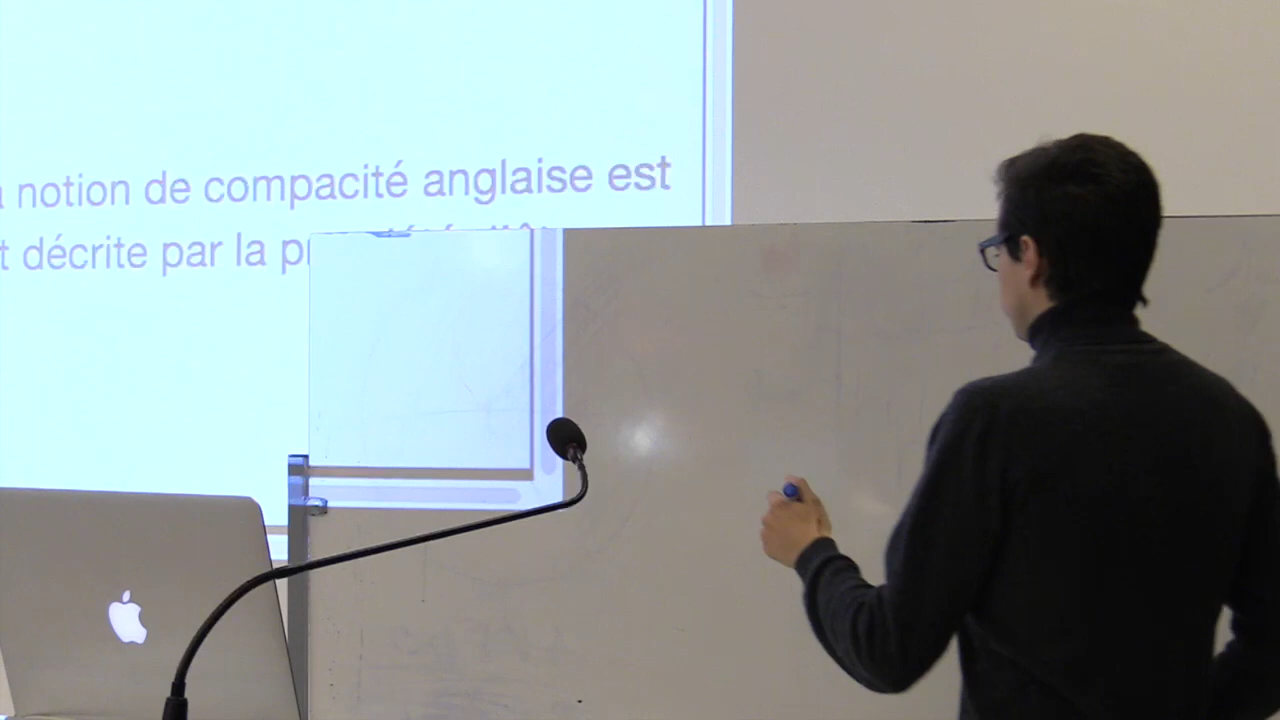 notion de compacité anglaise est
t décrite par la